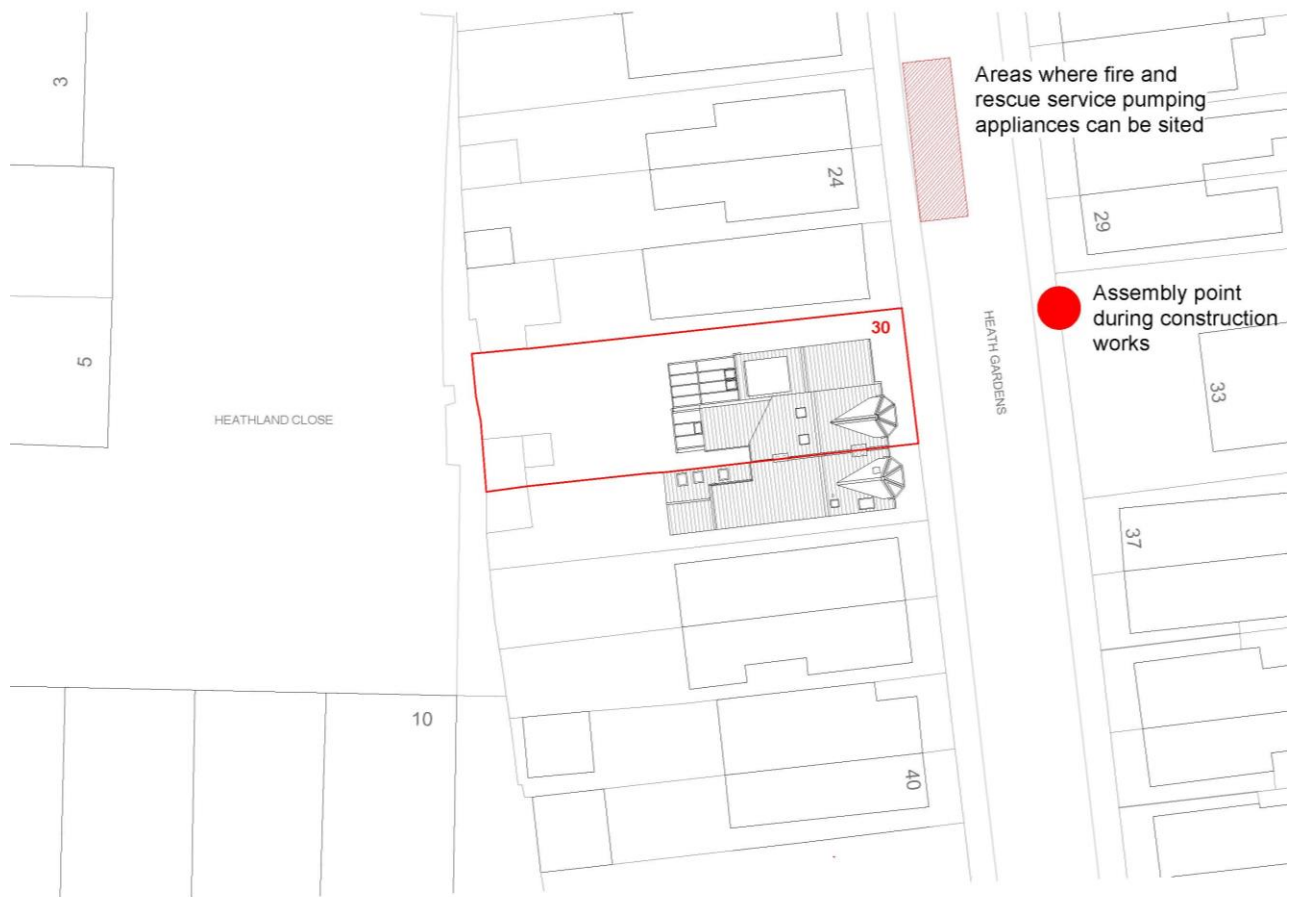 3
Areas where fire and
rescue service pumping
appliances can be sited
24
29
Assembly point
during construction
works
30
HEATH GARDENS
33
5
HEATHLAND CLOSE
37
10
40